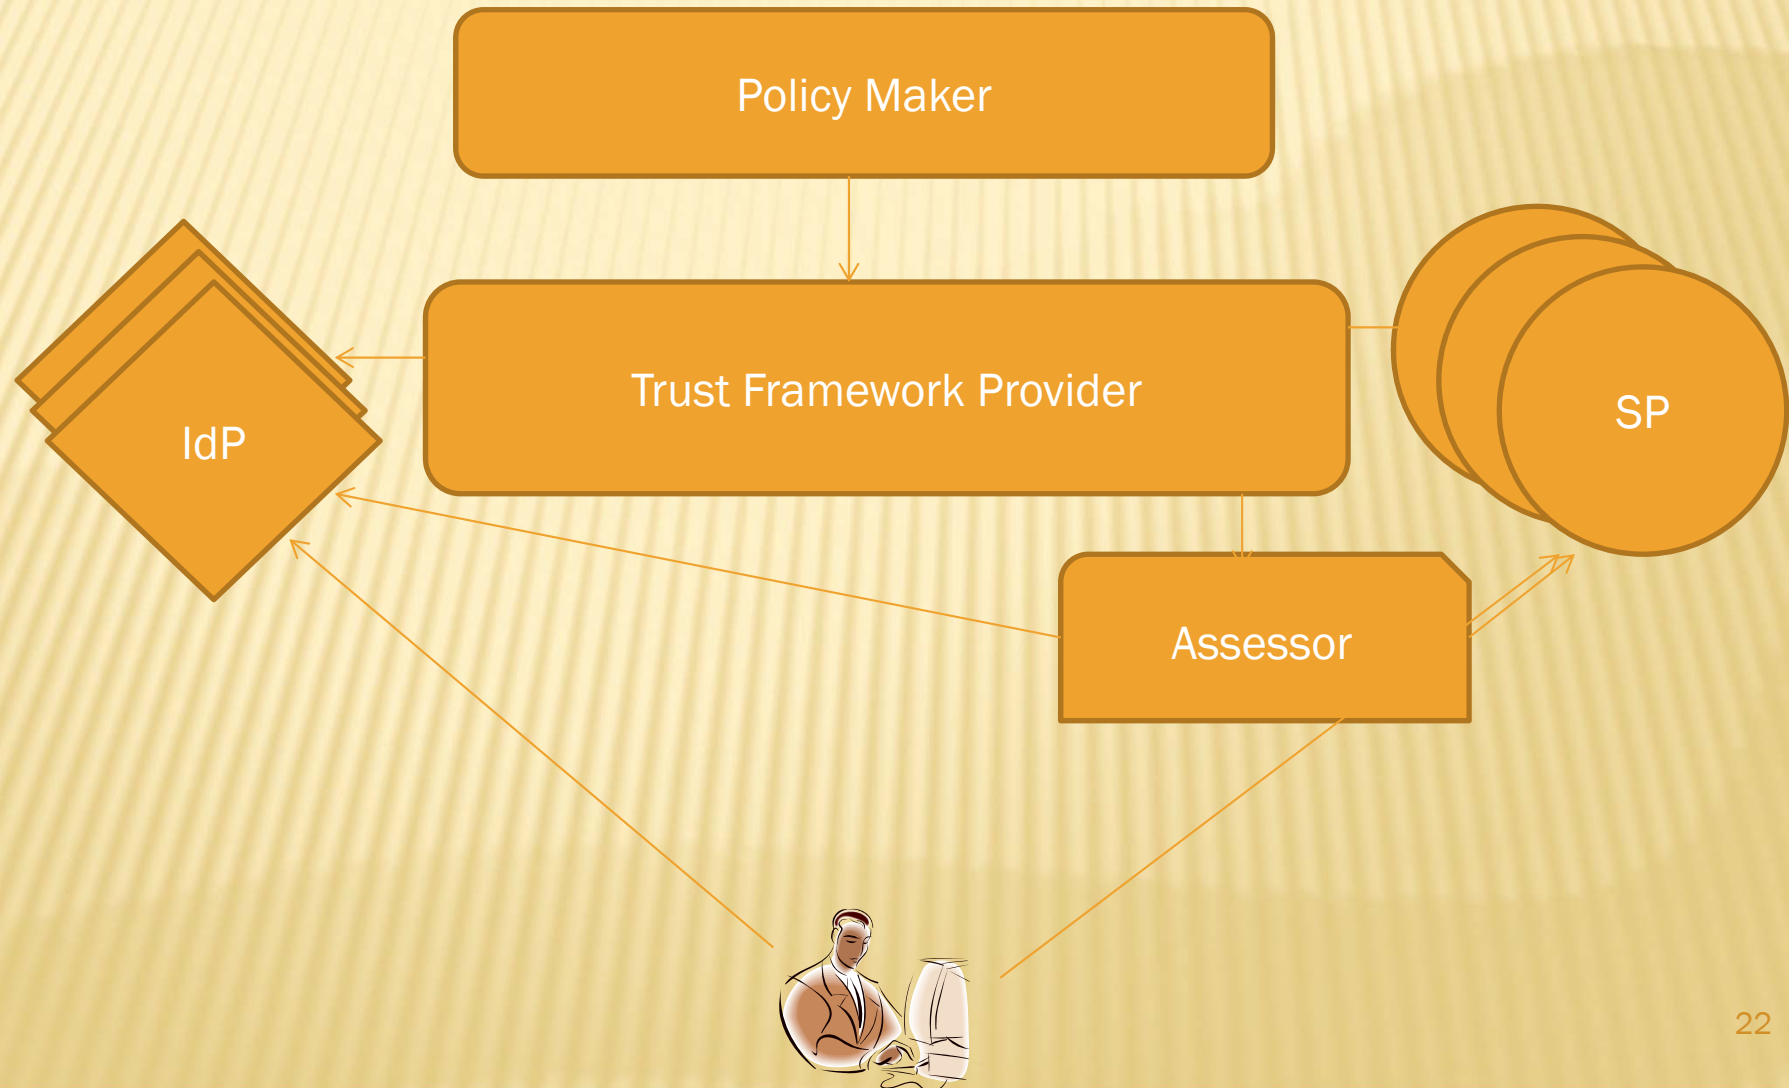 Policy Maker
Trust Framework Provider
IdP
SP
Assessor
22